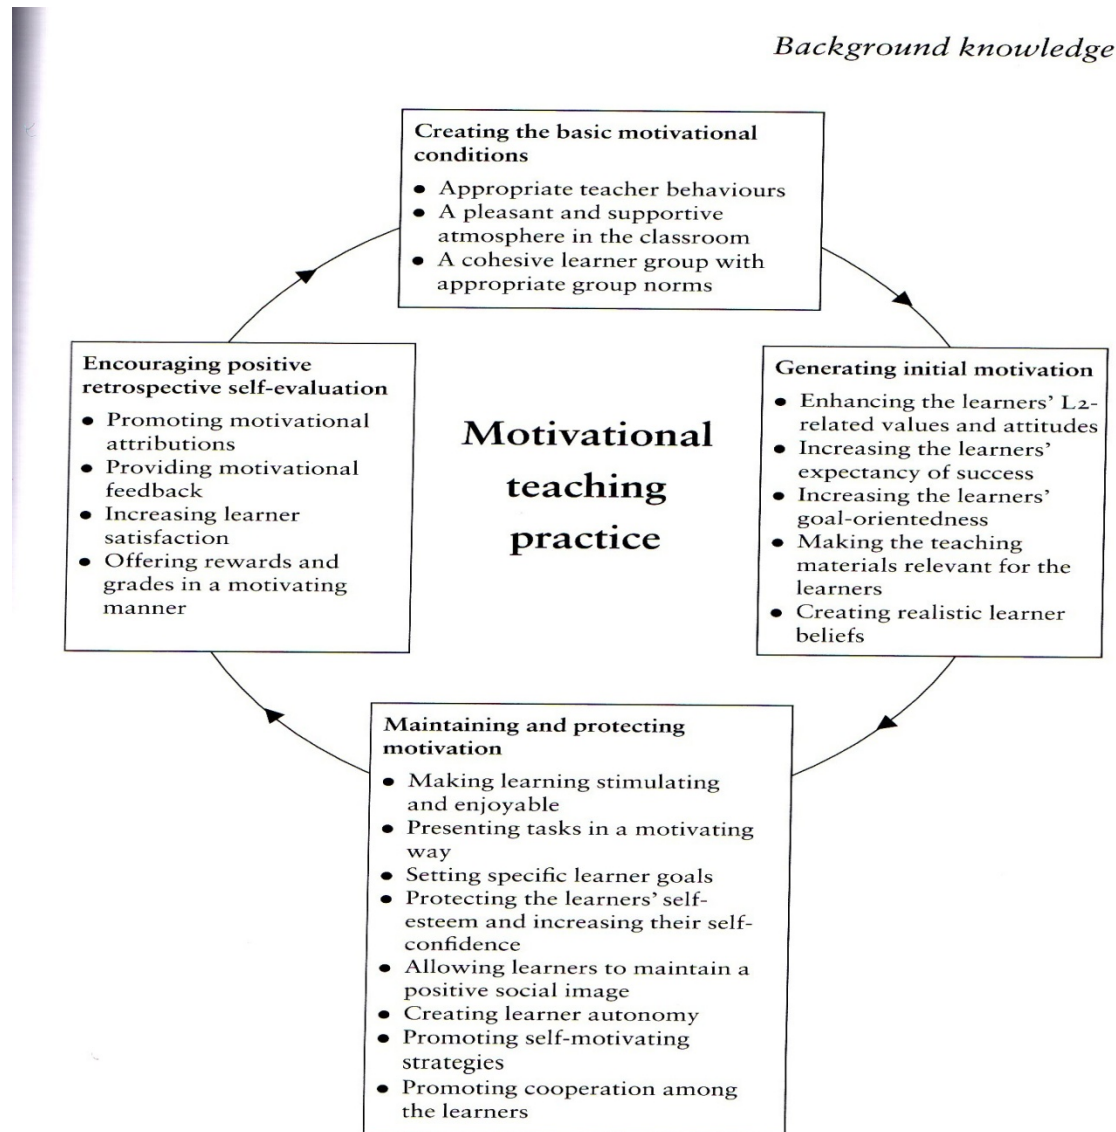 Background knowledge
Creating the basic motivational
conditions
● Appropriate teacher behaviours
● A pleasant and supportive
atmosphere in the classroom
● A cohesive learner group with
appropriate group norms
Encouraging positive
retrospective self-evaluation
● Promoting motivational
attributions
● Providing motivational
feedback
● Increasing learner
satisfaction
● Offering rewards and
grades in a motivating
manner
Motivational
teaching
practice
Generating initial motivation
● Enhancing the learners' L2-
related values and attitudes
● Increasing the learners'
expectancy of success
● Increasing the learners'
goal-orientedness
● Making the teaching
materials relevant for the
learners
● Creating realistic learner
beliefs
Maintaining and protecting
motivation
● Making learning stimulating
and enjoyable
● Presenting tasks in a motivating
way
● Setting specific learner goals
● Protecting the learners' self-
esteem and increasing their self-
confidence
● Allowing learners to maintain a
positive social image
● Creating learner autonomy
● Promoting self-motivating
strategies
● Promoting cooperation among
the learners